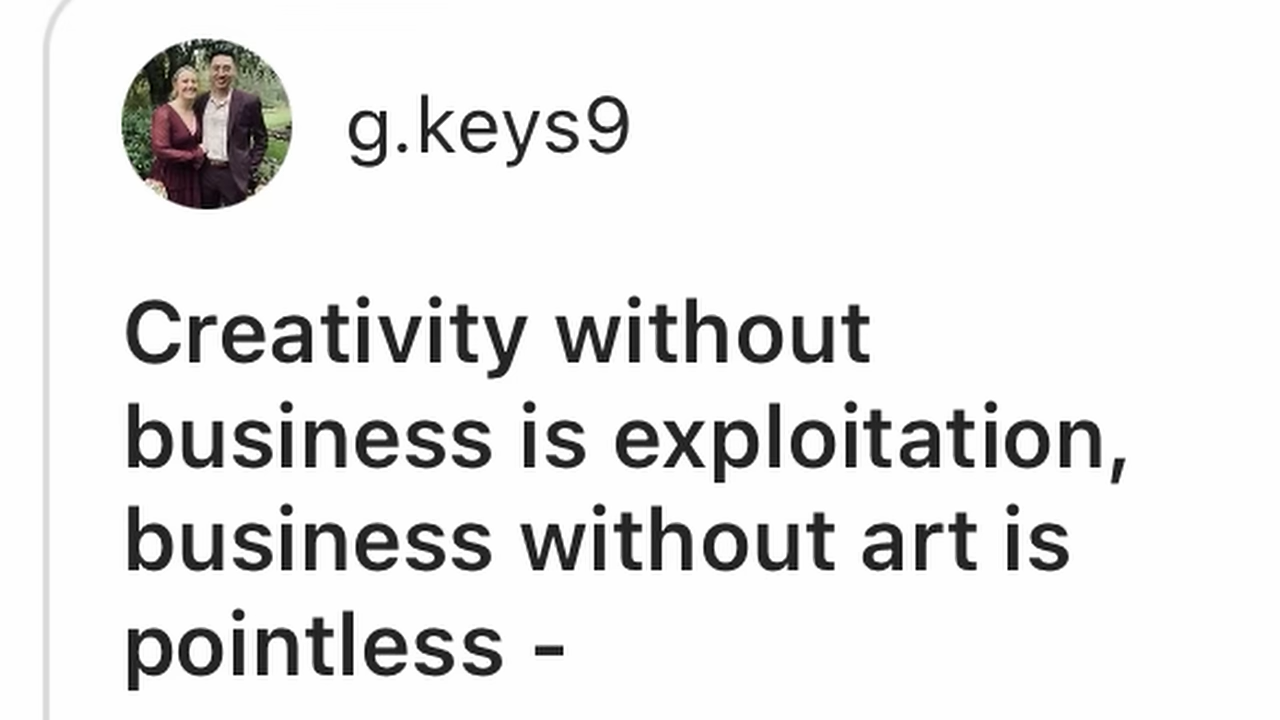 g.keys9
Creativity without
business is exploitation,
business without art is
pointless -